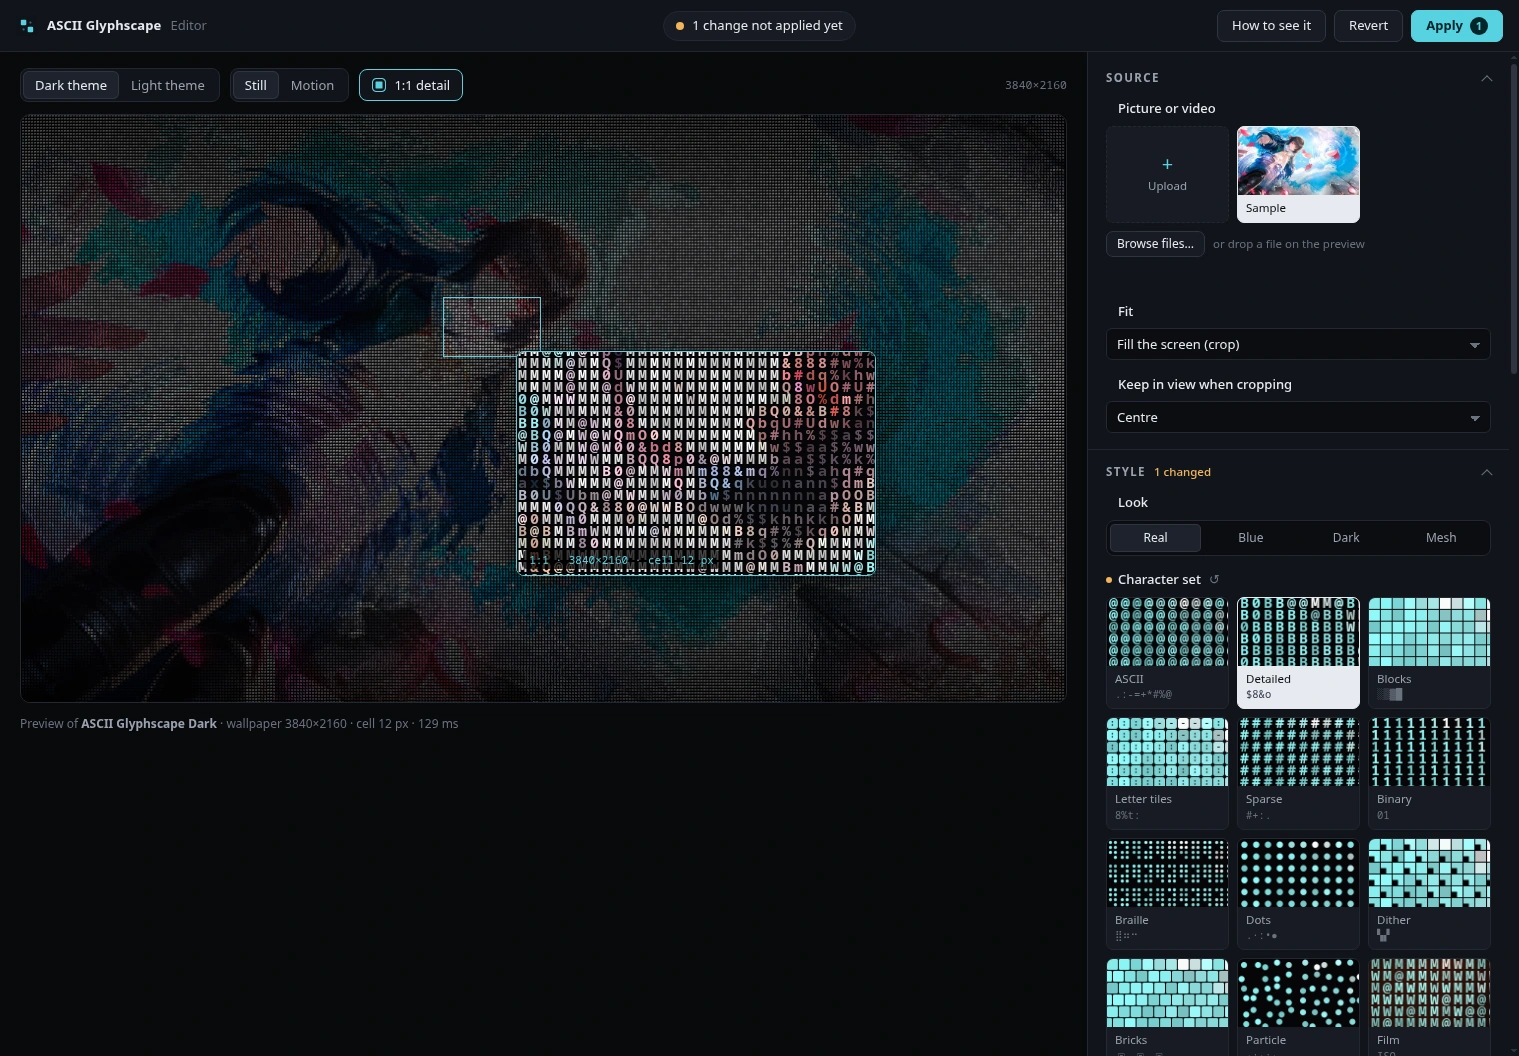 ASCII Glyphscape Editor
1 change not applied yet
How to see it
Revert
Apply 1
Dark theme
Light theme
Still
Motion
1:1 detail
3840×2160
1:1 · 3840×2160 · cell 12 px
Preview of ASCII Glyphscape Dark · wallpaper 3840×2160 · cell 12 px · 129 ms
SOURCE
Picture or video
+
Upload
Sample
Browse files...
or drop a file on the preview
Fit
Fill the screen (crop)
Keep in view when cropping
Centre
STYLE 1 changed
Look
Real
Blue
Dark
Mesh
Character set
ASCII
.:-=+*#%@
Detailed
$8&o
Blocks
░▒▓█
Letter tiles
8%t:
Sparse
#+:.
Binary
01
Braille
Dots
Dither
Bricks
Particle
Film